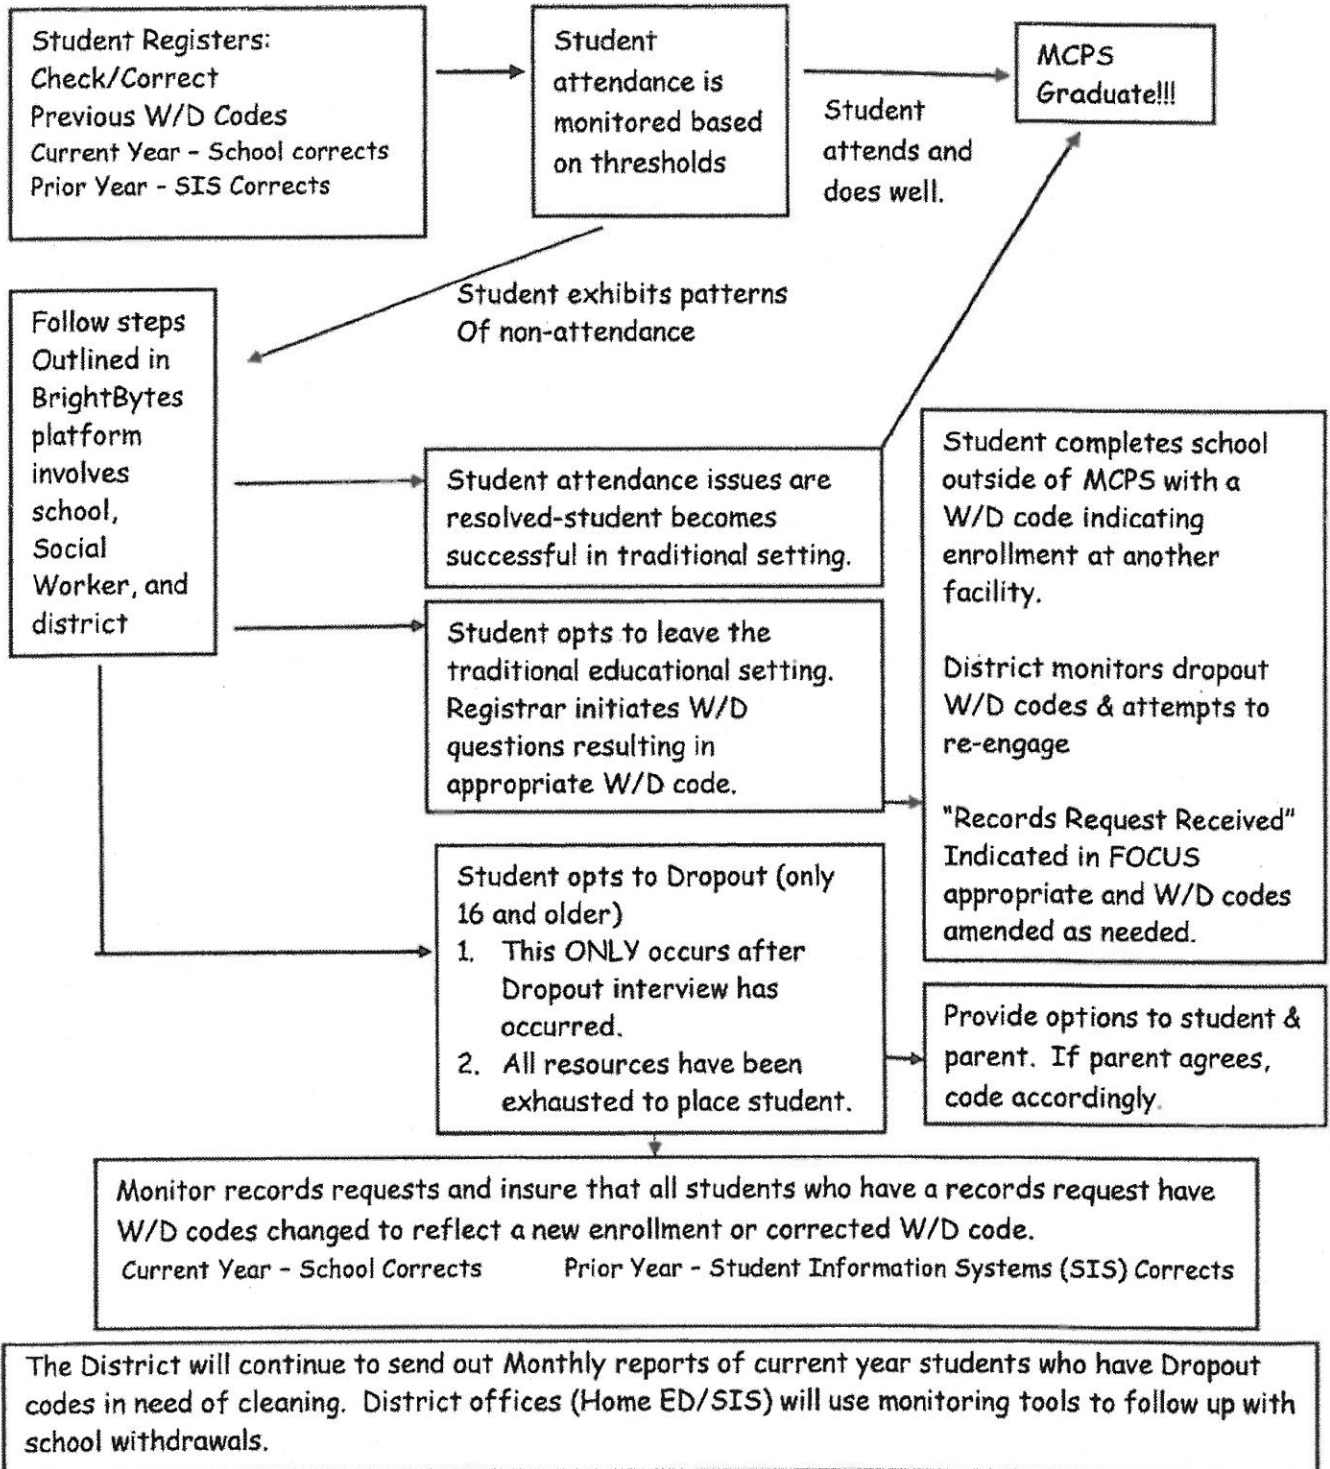 Student Registers:
Check/Correct
Previous W/D Codes
Current Year - School corrects
Prior Year - SIS Corrects
Student
attendance is
monitored based
on thresholds
Student
attends and
does well.
MCPS
Graduate!!!
Student exhibits patterns
Of non-attendance
Follow steps
Outlined in
BrightBytes
platform
involves
school,
Social
Worker, and
district
Student attendance issues are
resolved-student becomes
successful in traditional setting.
Student opts to leave the
traditional educational setting.
Registrar initiates W/D
questions resulting in
appropriate W/D code.
Student completes school
outside of MCPS with a
W/D code indicating
enrollment at another
facility.
District monitors dropout
W/D codes & attempts to
re-engage
"Records Request Received"
Indicated in FOCUS
appropriate and W/D codes
amended as needed.
Student opts to Dropout (only
16 and older)
1. This ONLY occurs after
Dropout interview has
occurred.
2. All resources have been
exhausted to place student.
Provide options to student &
parent. If parent agrees,
code accordingly.
Monitor records requests and insure that all students who have a records request have
W/D codes changed to reflect a new enrollment or corrected W/D code.
Current Year - School Corrects Prior Year - Student Information Systems (SIS) Corrects
The District will continue to send out Monthly reports of current year students who have Dropout
codes in need of cleaning. District offices (Home ED/SIS) will use monitoring tools to follow up with
school withdrawals.